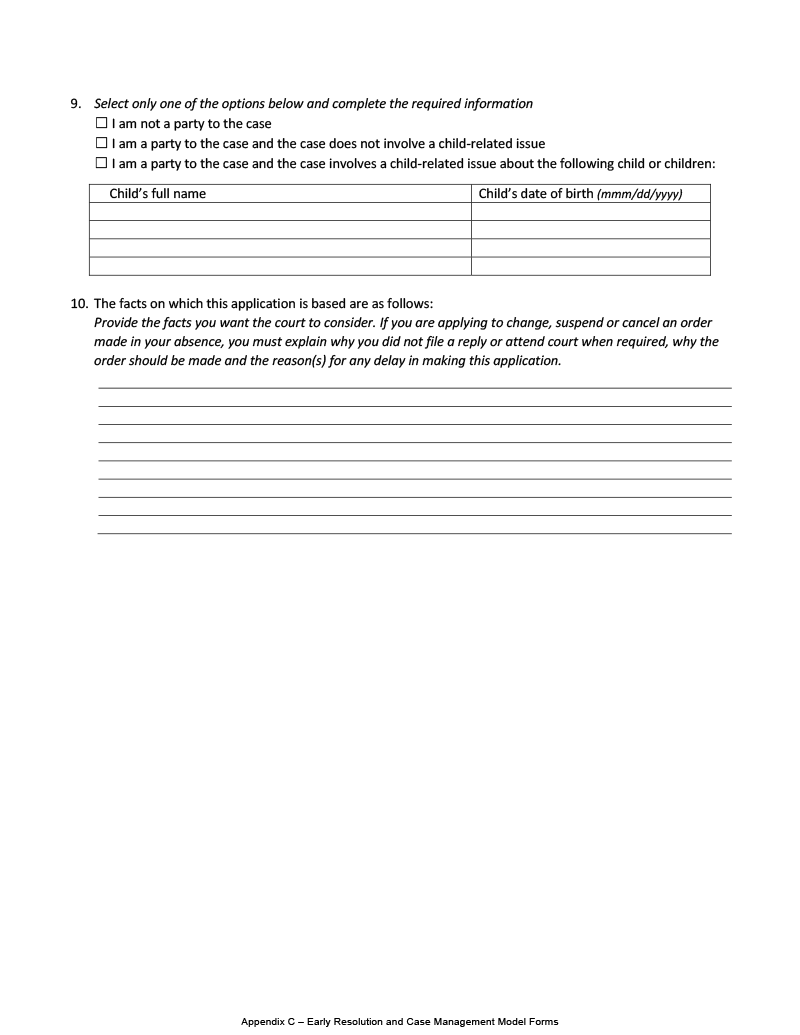 9. Select only one of the options below and complete the required information
☐ I am not a party to the case
☐ I am a party to the case and the case does not involve a child-related issue
☐ I am a party to the case and the case involves a child-related issue about the following child or children:
Child’s full name Child’s date of birth (mmm/dd/yyyy)
10. The facts on which this application is based are as follows:
Provide the facts you want the court to consider. If you are applying to change, suspend or cancel an order
made in your absence, you must explain why you did not file a reply or attend court when required, why the
order should be made and the reason(s) for any delay in making this application.
Appendix C – Early Resolution and Case Management Model Forms